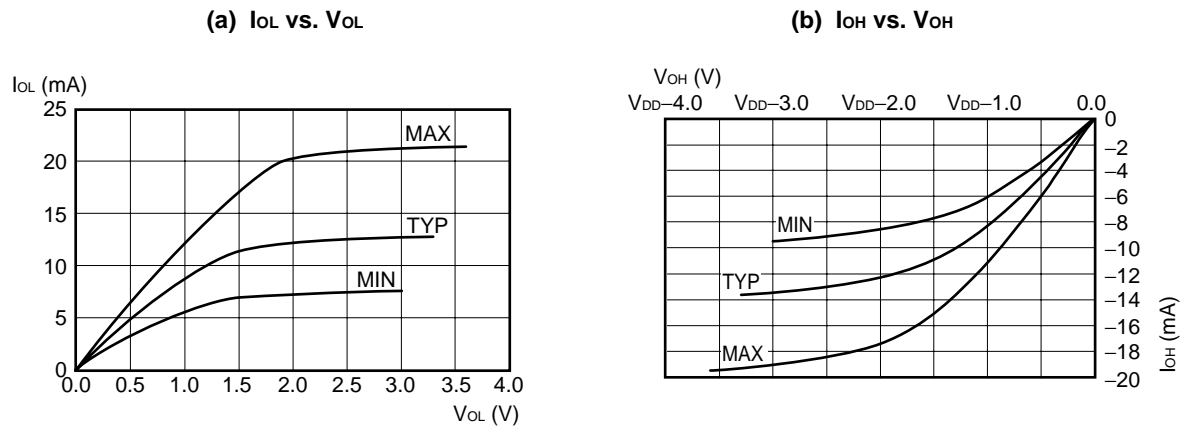 (a) IOL vs. VOL
IOL (mA)
25
20
15
10
5
0
MAX
TYP
MIN
0.0 0.5 1.0 1.5 2.0 2.5 3.0 3.5 4.0
VOL (V)
(b) IOH vs. VOH
VOH (V)
VDD–4.0 VDD–3.0 VDD–2.0 VDD–1.0 0.0
0
–2
–4
–6
–8
–10
–12
–14
–16
–18
–20
IOH (mA)
MIN
TYP
MAX